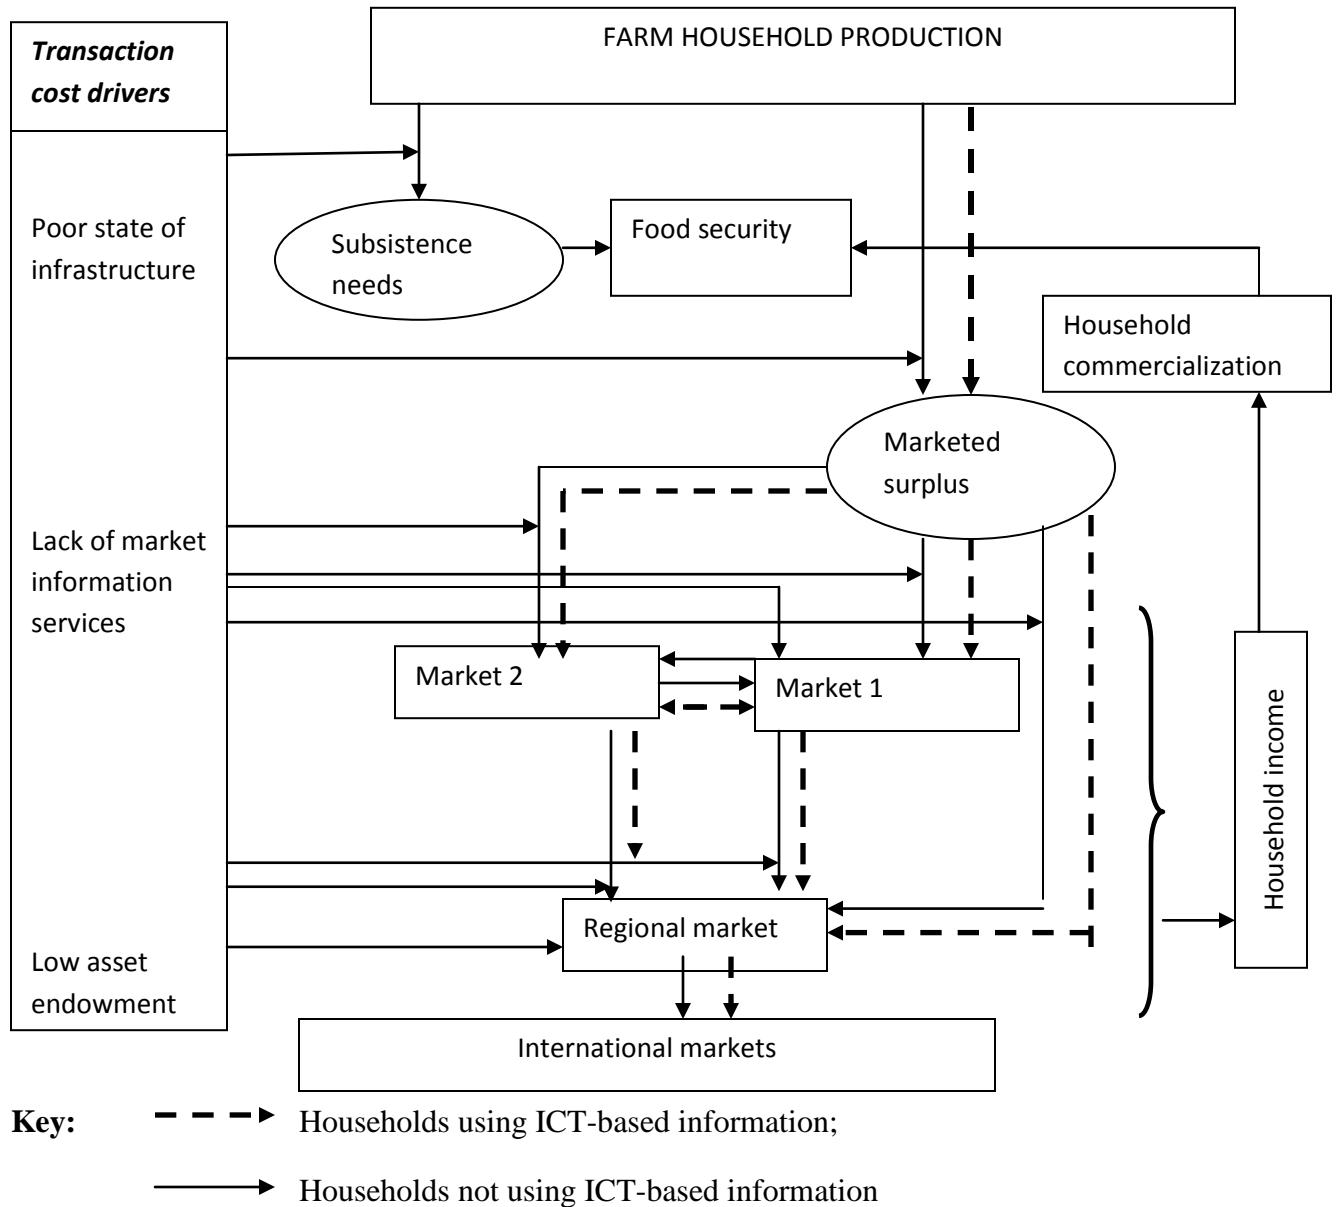 FARM HOUSEHOLD PRODUCTION
Transaction
cost drivers
Poor state of
infrastructure
Subsistence
needs
Food security
Household
commercialization
Marketed
surplus
Lack of market
information
services
Market 2
Market 1
Household income
Regional market
Low asset
endowment
International markets
Key:
Households using ICT-based information;
Households not using ICT-based information